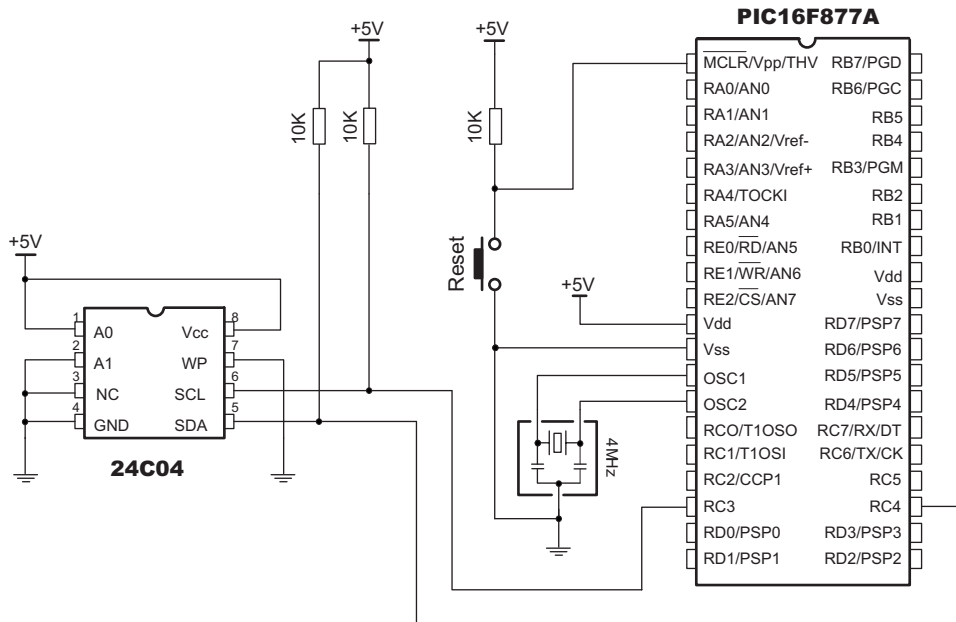 PIC16F877A
+5V
+5V
10K
10K
10K
Reset
+5V
+5V
1
A0
2
A1
3
NC
4
GND
8
Vcc
7
WP
6
SCL
5
SDA
24C04
4MHz
MCLR/Vpp/THV
RA0/AN0
RA1/AN1
RA2/AN2/Vref-
RA3/AN3/Vref+
RA4/TOCKI
RA5/AN4
RE0/RD/AN5
RE1/WR/AN6
RE2/CS/AN7
Vdd
Vss
OSC1
OSC2
RCO/T1OSO
RC1/T1OSI
RC2/CCP1
RC3
RD0/PSP0
RD1/PSP1
RB7/PGD
RB6/PGC
RB5
RB4
RB3/PGM
RB2
RB1
RB0/INT
Vdd
Vss
RD7/PSP7
RD6/PSP6
RD5/PSP5
RD4/PSP4
RC7/RX/DT
RC6/TX/CK
RC5
RC4
RD3/PSP3
RD2/PSP2